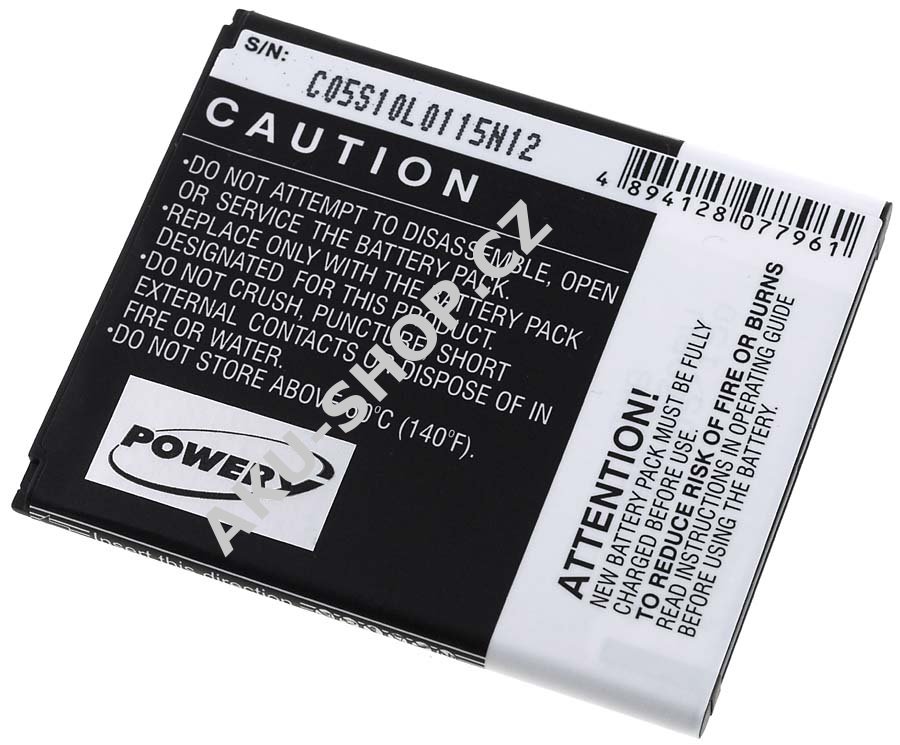 S/N:
C05S10L0115N12
CAUTION
•DO NOT ATTEMPT TO DISASSEMBLE, OPEN
OR SERVICE THE BATTERY PACK.
•REPLACE ONLY WITH THE BATTERY PACK
DESIGNATED FOR THIS PRODUCT.
•DO NOT CRUSH, PUNCTURE, SHORT
EXTERNAL CONTACTS OR DISPOSE OF IN
FIRE OR WATER.
•DO NOT STORE ABOVE 60°C (140°F).
POWERY
Insert this direction
4 894128 077961
ATTENTION!
NEW BATTERY PACK MUST BE FULLY
CHARGED BEFORE USE.
TO REDUCE RISK OF FIRE OR BURNS
READ INSTRUCTIONS IN OPERATING
THE BATTERY.
AKU-SHOP.CZ